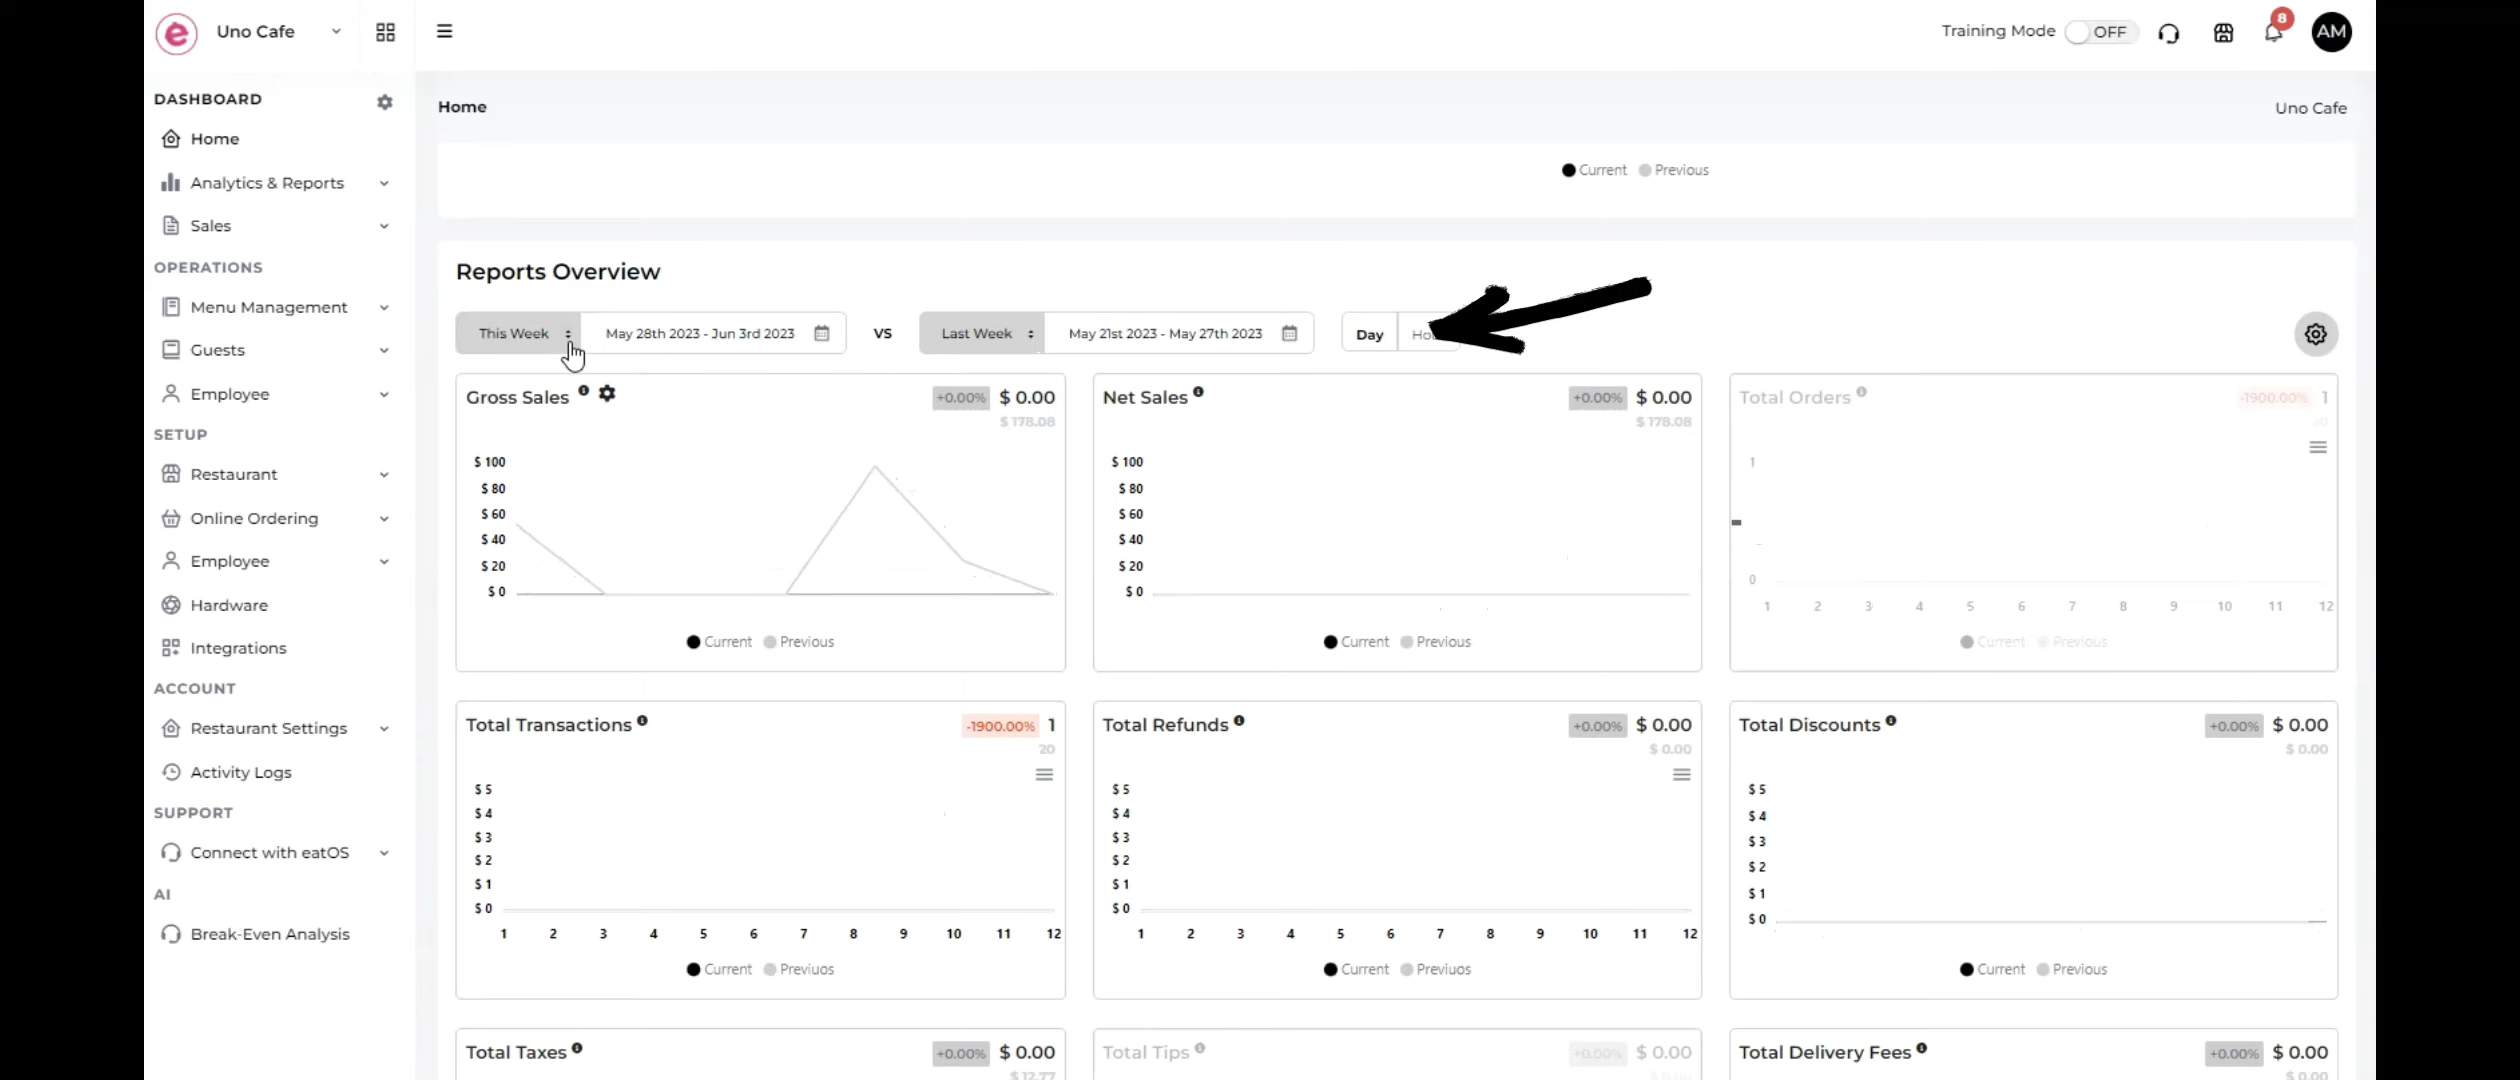 Uno Cafe
Training Mode OFF
8
AM
DASHBOARD
Home
Analytics & Reports
Sales
OPERATIONS
Menu Management
Guests
Employee
SETUP
Restaurant
Online Ordering
Employee
Hardware
Integrations
ACCOUNT
Restaurant Settings
Activity Logs
SUPPORT
Connect with eatOS
AI
Break-Even Analysis
Home
Uno Cafe
Current Previous
Reports Overview
This Week May 28th 2023 - Jun 3rd 2023 VS Last Week May 21st 2023 - May 27th 2023 Day
Gross Sales +0.00% $ 0.00
$ 178.08
$ 100
$ 80
$ 60
$ 40
$ 20
$ 0
Current Previous
Net Sales +0.00% $ 0.00
$ 178.08
$ 100
$ 80
$ 60
$ 40
$ 20
$ 0
Current Previous
Total Orders -1900.00% 1
1
0
1 2 3 4 5 6 7 8 9 10 11 12
Current Previous
Total Transactions -1900.00% 1
20
$ 5
$ 4
$ 3
$ 2
$ 1
$ 0
1 2 3 4 5 6 7 8 9 10 11 12
Current Previuos
Total Refunds +0.00% $ 0.00
$ 0.00
$ 5
$ 4
$ 3
$ 2
$ 1
$ 0
1 2 3 4 5 6 7 8 9 10 11 12
Current Previuos
Total Discounts +0.00% $ 0.00
$ 0.00
$ 5
$ 4
$ 3
$ 2
$ 1
$ 0
Current Previous
Total Taxes +0.00% $ 0.00
$ 12.77
Total Tips +0.00% $ 0.00
Total Delivery Fees +0.00% $ 0.00
$ 0.00